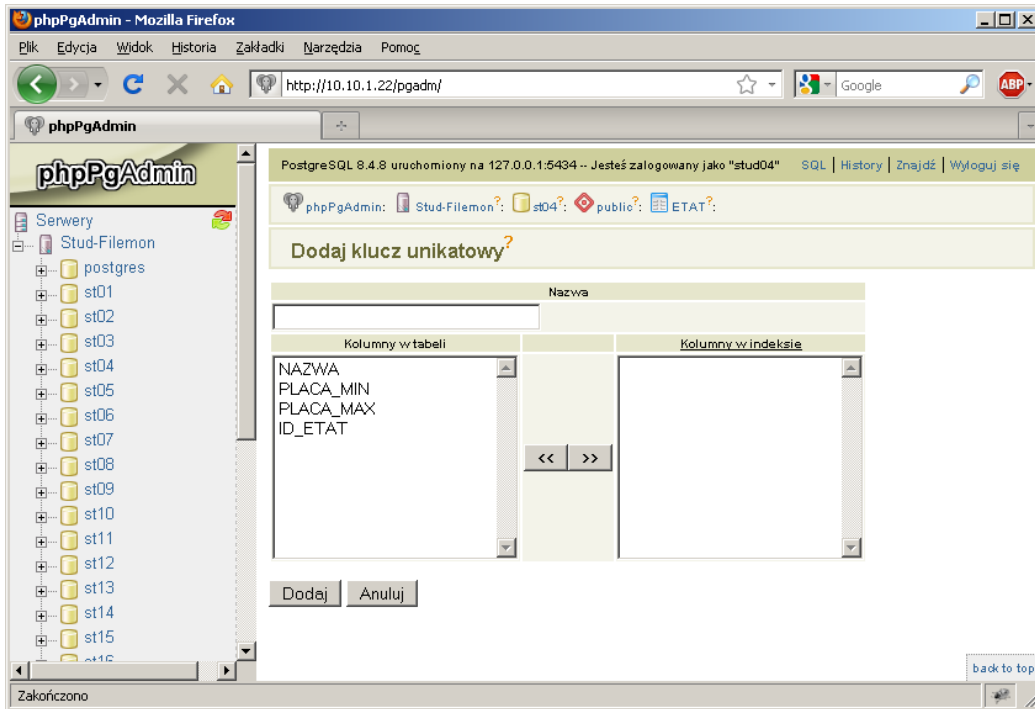 phpPgAdmin - Mozilla Firefox
Plik Edycja Widok Historia Zakładki Narzędzia Pomoc
http://10.10.1.22/pgadm/
Google
ABP
phpPgAdmin
phpPgAdmin
Serwery
Stud-Filemon
postgres
st01
st02
st03
st04
st05
st06
st07
st08
st09
st10
st11
st12
st13
st14
st15
st16
PostgreSQL 8.4.8 uruchomiony na 127.0.0.1:5434 -- Jesteś zalogowany jako "stud04" SQL | History | Znajdź | Wyloguj się
phpPgAdmin: Stud-Filemon?: st04?: public?: ETAT?:
Dodaj klucz unikatowy?
Nazwa
Kolumny w tabeli Kolumny w indeksie
NAZWA
PLACA_MIN
PLACA_MAX
ID_ETAT
<< >>
Dodaj Anuluj
back to top
Zakończono